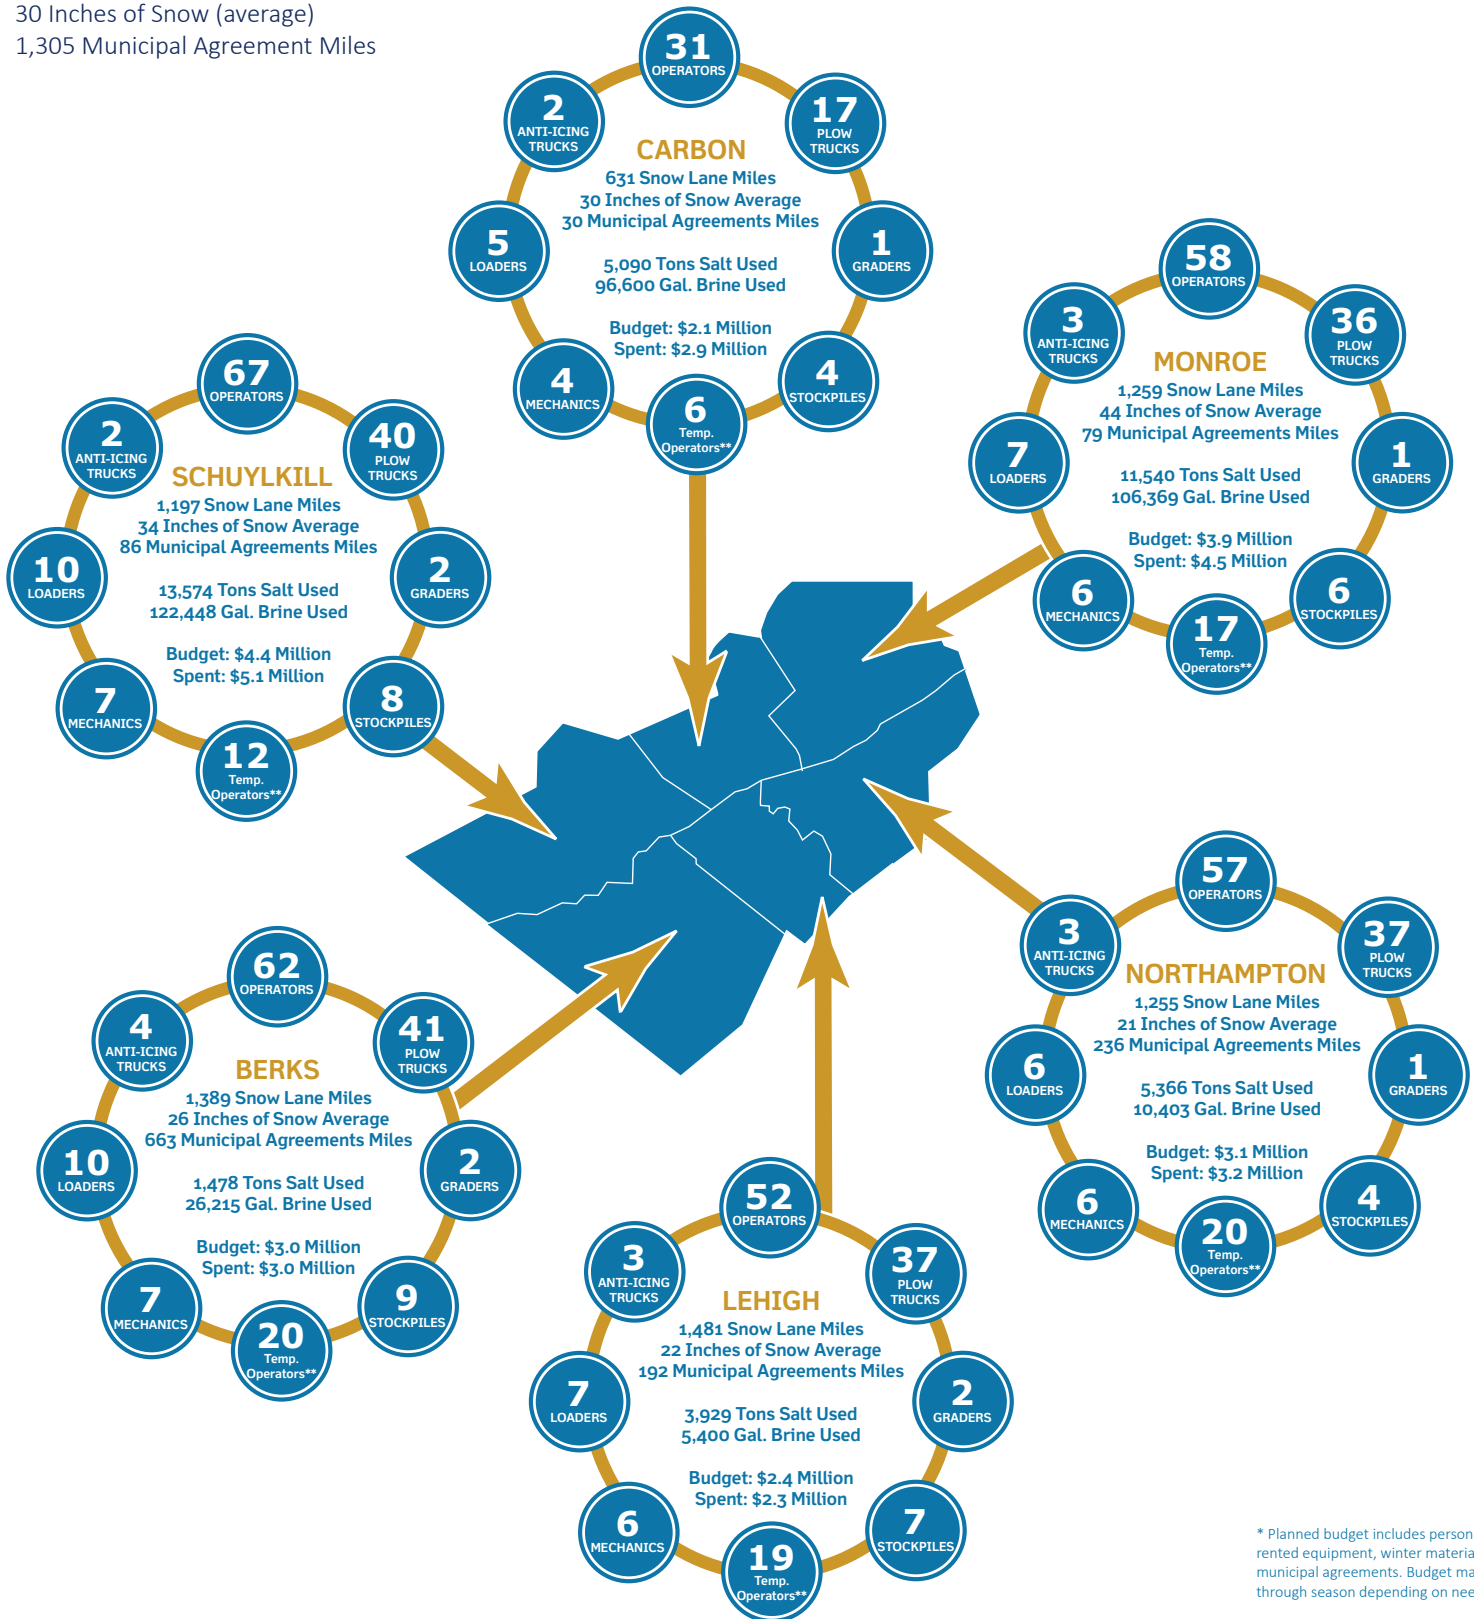 30 Inches of Snow (average)
1,305 Municipal Agreement Miles
31
OPERATORS
2
ANTI-ICING
TRUCKS
17
PLOW
TRUCKS
CARBON
631 Snow Lane Miles
30 Inches of Snow Average
30 Municipal Agreements Miles
5,090 Tons Salt Used
96,600 Gal. Brine Used
Budget: $2.1 Million
Spent: $2.9 Million
5
LOADERS
1
GRADERS
4
MECHANICS
4
STOCKPILES
6
Temp.
Operators**
58
OPERATORS
3
ANTI-ICING
TRUCKS
36
PLOW
TRUCKS
MONROE
1,259 Snow Lane Miles
44 Inches of Snow Average
79 Municipal Agreements Miles
11,540 Tons Salt Used
106,369 Gal. Brine Used
Budget: $3.9 Million
Spent: $4.5 Million
7
LOADERS
1
GRADERS
6
MECHANICS
6
STOCKPILES
17
Temp.
Operators**
67
OPERATORS
2
ANTI-ICING
TRUCKS
40
PLOW
TRUCKS
SCHUYLKILL
1,197 Snow Lane Miles
34 Inches of Snow Average
86 Municipal Agreements Miles
13,574 Tons Salt Used
122,448 Gal. Brine Used
Budget: $4.4 Million
Spent: $5.1 Million
10
LOADERS
2
GRADERS
7
MECHANICS
8
STOCKPILES
12
Temp.
Operators**
57
OPERATORS
3
ANTI-ICING
TRUCKS
37
PLOW
TRUCKS
NORTHAMPTON
1,255 Snow Lane Miles
21 Inches of Snow Average
236 Municipal Agreements Miles
5,366 Tons Salt Used
10,403 Gal. Brine Used
Budget: $3.1 Million
Spent: $3.2 Million
6
LOADERS
1
GRADERS
6
MECHANICS
4
STOCKPILES
20
Temp.
Operators**
62
OPERATORS
4
ANTI-ICING
TRUCKS
41
PLOW
TRUCKS
BERKS
1,389 Snow Lane Miles
26 Inches of Snow Average
663 Municipal Agreements Miles
1,478 Tons Salt Used
26,215 Gal. Brine Used
Budget: $3.0 Million
Spent: $3.0 Million
10
LOADERS
2
GRADERS
7
MECHANICS
9
STOCKPILES
20
Temp.
Operators**
52
OPERATORS
3
ANTI-ICING
TRUCKS
37
PLOW
TRUCKS
LEHIGH
1,481 Snow Lane Miles
22 Inches of Snow Average
192 Municipal Agreements Miles
3,929 Tons Salt Used
5,400 Gal. Brine Used
Budget: $2.4 Million
Spent: $2.3 Million
7
LOADERS
2
GRADERS
6
MECHANICS
7
STOCKPILES
19
Temp.
Operators**
* Planned budget includes person
rented equipment, winter materia
municipal agreements. Budget ma
through season depending on nee